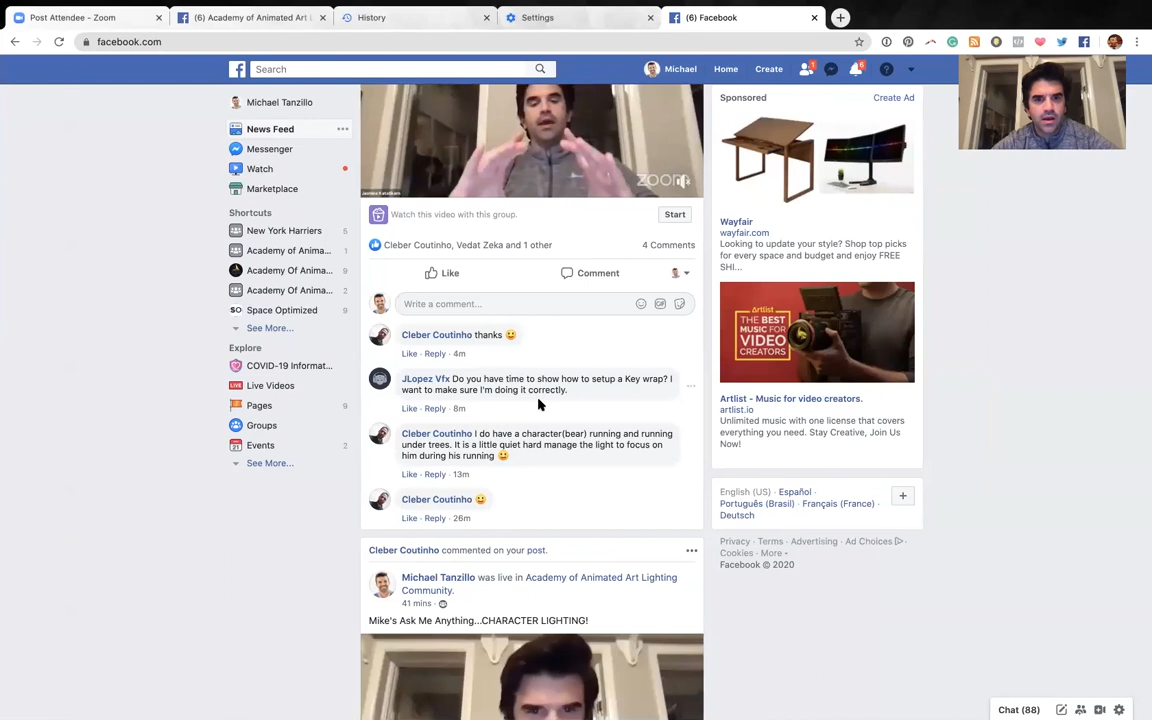 Post Attendee - Zoom
(6) Academy of Animated Art L
History
Settings
(6) Facebook
facebook.com
Search
Michael
Home
Create
1
6
Michael Tanzillo
News Feed
Messenger
Watch
Marketplace
Shortcuts
New York Harriers 5
Academy of Anima... 1
Academy Of Anima... 9
Academy Of Anima... 2
SO Space Optimized 9
See More...
Explore
COVID-19 Informat...
LIVE Live Videos
Pages 9
Groups
Events 2
See More...
zoom
Watch this video with this group.
Start
Cleber Coutinho, Vedat Zeka and 1 other
4 Comments
Like
Comment
Write a comment...
GIF
Cleber Coutinho thanks 😀
Like · Reply · 4m
JLopez Vfx Do you have time to show how to setup a Key wrap? I
want to make sure I'm doing it correctly.
Like · Reply · 8m
Cleber Coutinho I do have a character(bear) running and running
under trees. It is a little quiet hard manage the light to focus on
him during his running 😀
Like · Reply · 13m
Cleber Coutinho 😀
Like · Reply · 26m
Cleber Coutinho commented on your post.
Michael Tanzillo was live in Academy of Animated Art Lighting
Community.
41 mins ·
Mike's Ask Me Anything...CHARACTER LIGHTING!
Sponsored
Create Ad
Wayfair
wayfair.com
Looking to update your style? Shop top picks
for every space and budget and enjoy FREE
SHI...
Artlist
THE BEST
MUSIC FOR
VIDEO
CREATORS
Artlist - Music for video creators.
artlist.io
Unlimited music with one license that covers
everything you need. Stay Creative, Join Us
Now!
English (US) · Español ·
Português (Brasil) · Français (France) ·
Deutsch
Privacy · Terms · Advertising · Ad Choices ·
Cookies · More
Facebook © 2020
Chat (88)